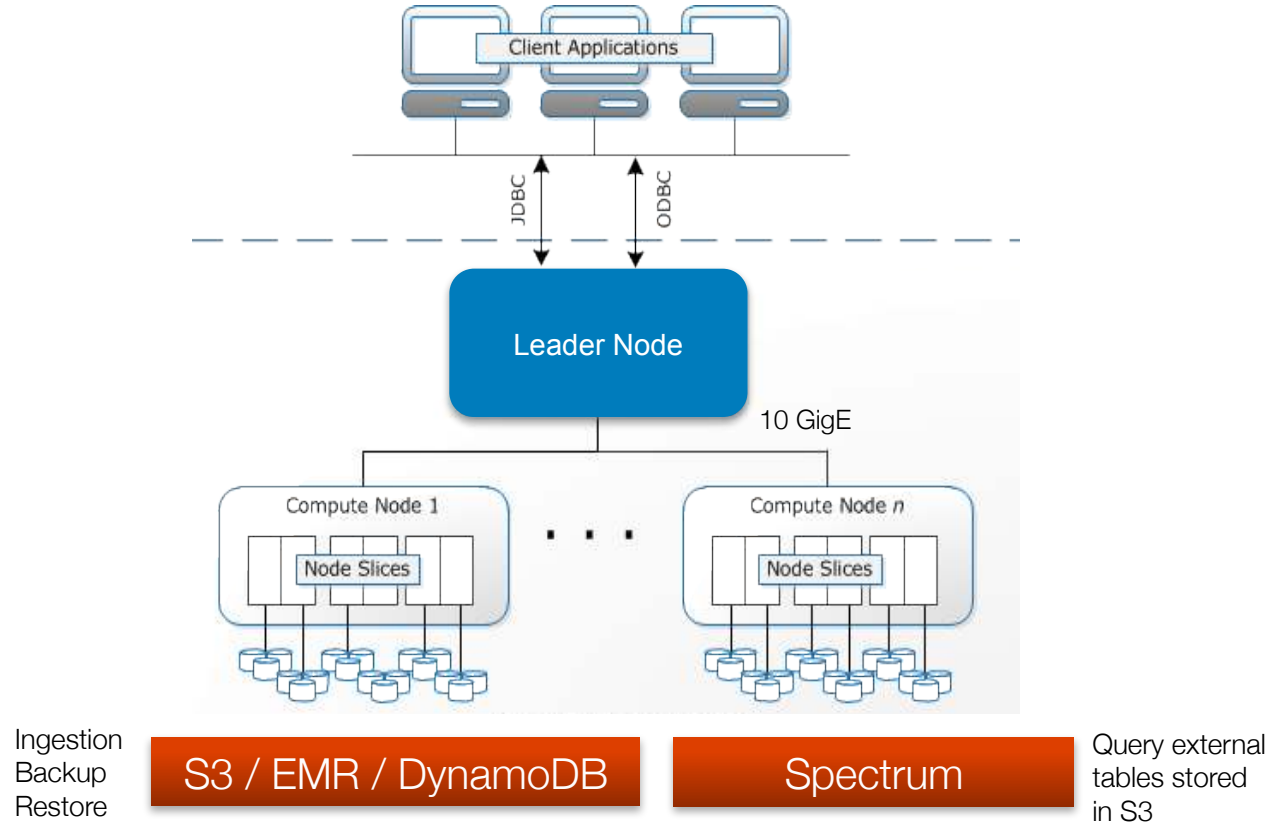 Client Applications
JDBC
ODBC
Leader Node
10 GigE
Compute Node 1
Node Slices
. . .
Compute Node n
Node Slices
Ingestion
Backup
Restore
S3 / EMR / DynamoDB
Spectrum
Query external
tables stored
in S3